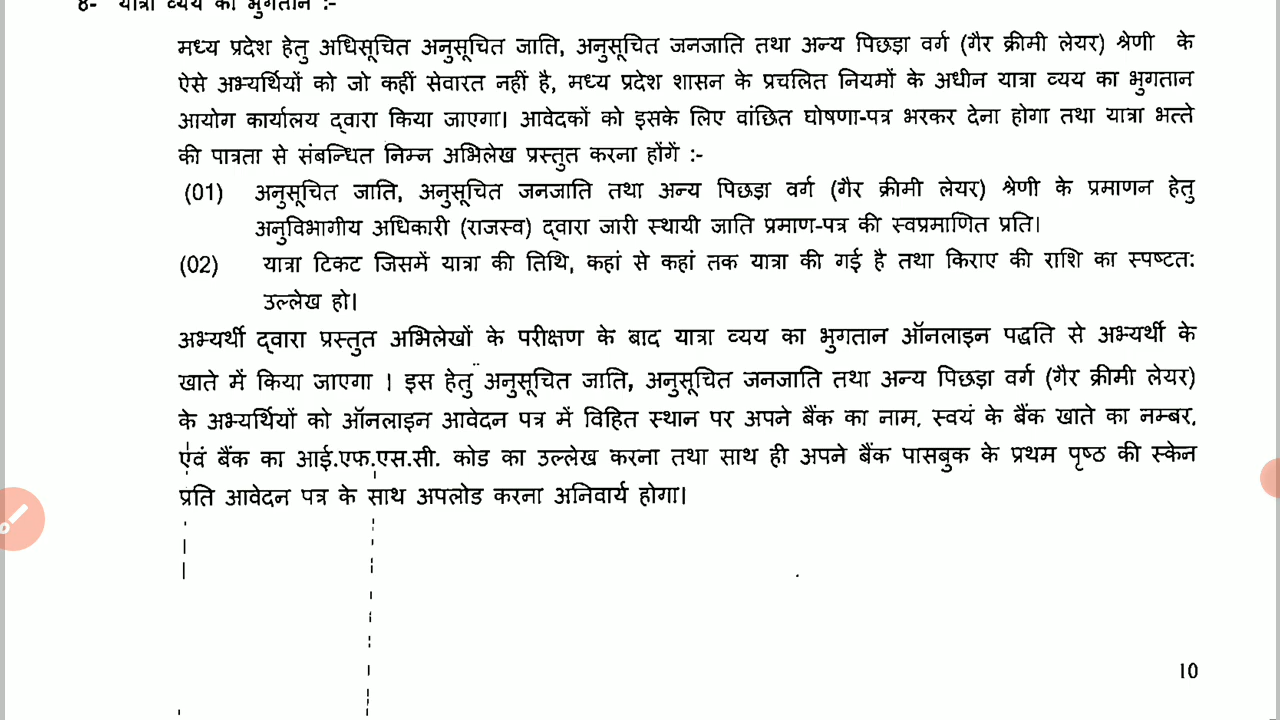 8- यात्रा व्यय का भुगतान :-
मध्य प्रदेश हेतु अधिसूचित अनुसूचित जाति, अनुसूचित जनजाति तथा अन्य पिछड़ा वर्ग (गैर क्रीमी लेयर) श्रेणी के
ऐसे अभ्यर्थियों को जो कहीं सेवारत नहीं है, मध्य प्रदेश शासन के प्रचलित नियमों के अधीन यात्रा व्यय का भुगतान
आयोग कार्यालय द्वारा किया जाएगा। आवेदकों को इसके लिए वांछित घोषणा-पत्र भरकर देना होगा तथा यात्रा भत्ते
की पात्रता से संबन्धित निम्न अभिलेख प्रस्तुत करना होंगें :-
(01) अनुसूचित जाति, अनुसूचित जनजाति तथा अन्य पिछड़ा वर्ग (गैर क्रीमी लेयर) श्रेणी के प्रमाणन हेतु
अनुविभागीय अधिकारी (राजस्व) द्वारा जारी स्थायी जाति प्रमाण-पत्र की स्वप्रमाणित प्रति।
(02) यात्रा टिकट जिसमें यात्रा की तिथि, कहां से कहां तक यात्रा की गई है तथा किराए की राशि का स्पष्टत:
उल्लेख हो।
अभ्यर्थी द्वारा प्रस्तुत अभिलेखों के परीक्षण के बाद यात्रा व्यय का भुगतान ऑनलाइन पद्धति से अभ्यर्थी के
खाते में किया जाएगा । इस हेतु अनुसूचित जाति, अनुसूचित जनजाति तथा अन्य पिछड़ा वर्ग (गैर क्रीमी लेयर)
के अभ्यर्थियों को ऑनलाइन आवेदन पत्र में विहित स्थान पर अपने बैंक का नाम, स्वयं के बैंक खाते का नम्बर,
एंवं बैंक का आई.एफ.एस.सी. कोड का उल्लेख करना तथा साथ ही अपने बैंक पासबुक के प्रथम पृष्ठ की स्केन
प्रति आवेदन पत्र के साथ अपलोड करना अनिवार्य होगा।
10